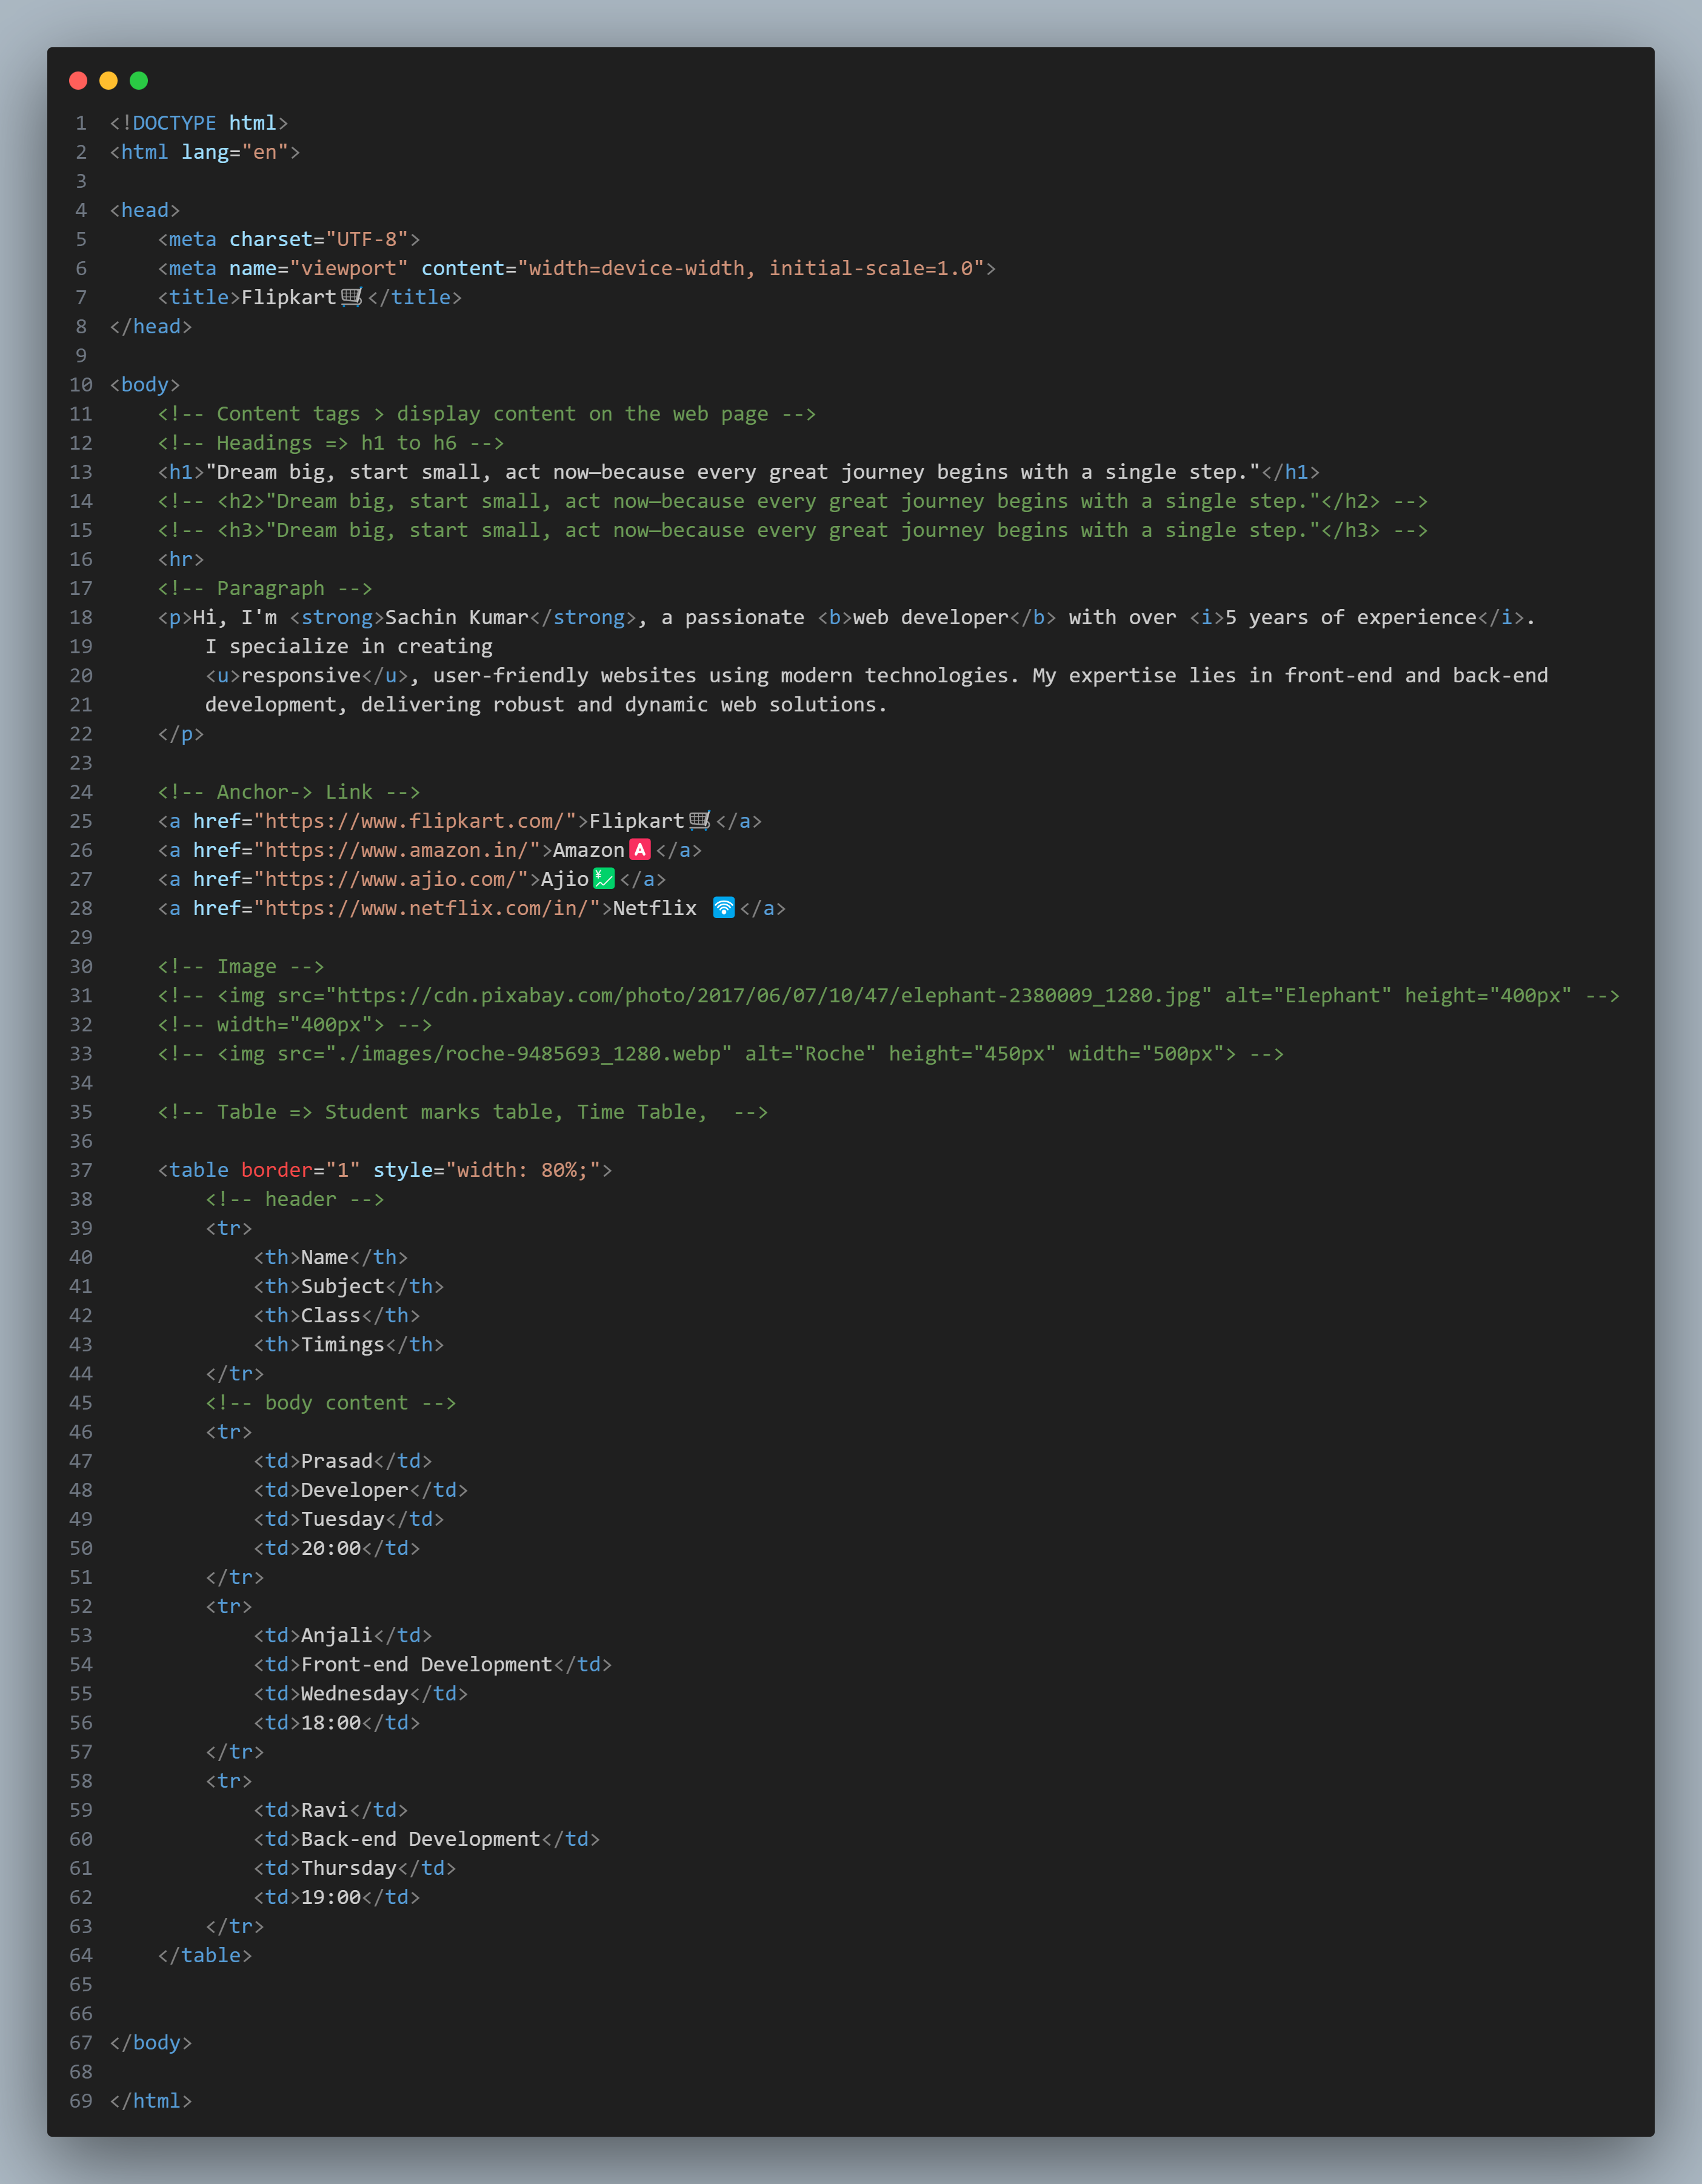 1 <!DOCTYPE html>
2 <html lang="en">
3
4 <head>
5     <meta charset="UTF-8">
6     <meta name="viewport" content="width=device-width, initial-scale=1.0">
7     <title>Flipkart🛒</title>
8 </head>
9
10 <body>
11     <!-- Content tags > display content on the web page -->
12     <!-- Headings => h1 to h6 -->
13     <h1>"Dream big, start small, act now—because every great journey begins with a single step."</h1>
14     <!-- <h2>"Dream big, start small, act now—because every great journey begins with a single step."</h2> -->
15     <!-- <h3>"Dream big, start small, act now—because every great journey begins with a single step."</h3> -->
16     <hr>
17     <!-- Paragraph -->
18     <p>Hi, I'm <strong>Sachin Kumar</strong>, a passionate <b>web developer</b> with over <i>5 years of experience</i>.
19         I specialize in creating
20         <u>responsive</u>, user-friendly websites using modern technologies. My expertise lies in front-end and back-end
21         development, delivering robust and dynamic web solutions.
22     </p>
23
24     <!-- Anchor-> Link -->
25     <a href="https://www.flipkart.com/">Flipkart🛒</a>
26     <a href="https://www.amazon.in/">Amazon🅰</a>
27     <a href="https://www.ajio.com/">Ajio💹</a>
28     <a href="https://www.netflix.com/in/">Netflix 🛜</a>
29
30     <!-- Image -->
31     <!-- <img src="https://cdn.pixabay.com/photo/2017/06/07/10/47/elephant-2380009_1280.jpg" alt="Elephant" height="400px" -->
32     <!-- width="400px"> -->
33     <!-- <img src="./images/roche-9485693_1280.webp" alt="Roche" height="450px" width="500px"> -->
34
35     <!-- Table => Student marks table, Time Table,  -->
36
37     <table border="1" style="width: 80%;">
38         <!-- header -->
39         <tr>
40             <th>Name</th>
41             <th>Subject</th>
42             <th>Class</th>
43             <th>Timings</th>
44         </tr>
45         <!-- body content -->
46         <tr>
47             <td>Prasad</td>
48             <td>Developer</td>
49             <td>Tuesday</td>
50             <td>20:00</td>
51         </tr>
52         <tr>
53             <td>Anjali</td>
54             <td>Front-end Development</td>
55             <td>Wednesday</td>
56             <td>18:00</td>
57         </tr>
58         <tr>
59             <td>Ravi</td>
60             <td>Back-end Development</td>
61             <td>Thursday</td>
62             <td>19:00</td>
63         </tr>
64     </table>
65
66
67 </body>
68
69 </html>